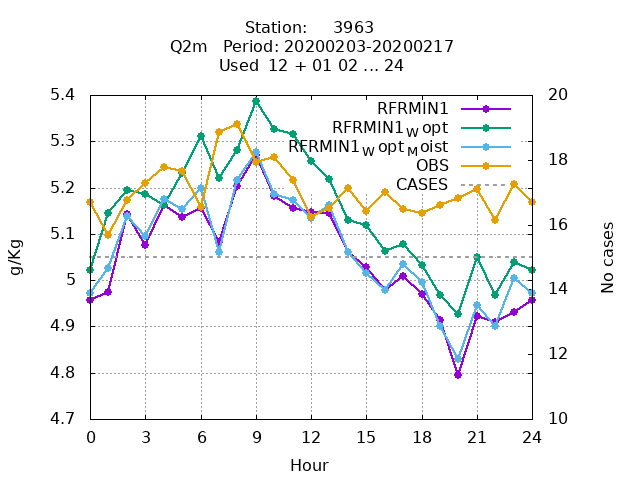 Station: 3963
Q2m Period: 20200203-20200217
Used 12 + 01 02 ... 24
5.4
5.3
5.2
5.1
5
4.9
4.8
4.7
g/Kg
20
18
16
14
12
10
No cases
RFRMIN1
RFRMIN1_W opt
RFRMIN1_W opt_Moist
OBS
CASES
0 3 6 9 12 15 18 21 24
Hour